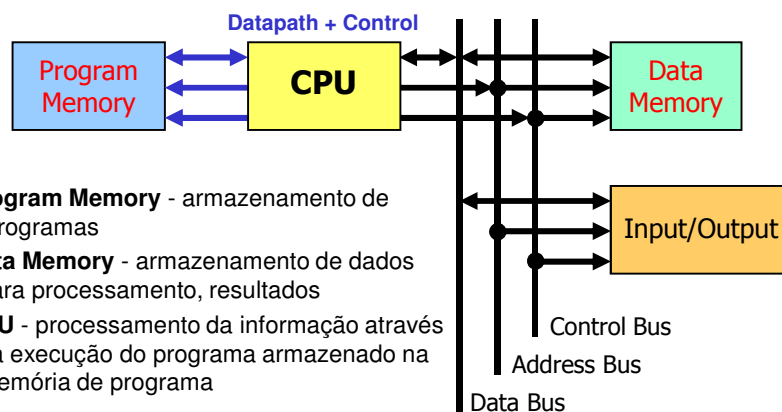 Datapath + Control
Program
Memory
CPU
Data
Memory
Input/Output
ogram Memory - armazenamento de
rogramas
ta Memory - armazenamento de dados
ara processamento, resultados
U - processamento da informação através
a execução do programa armazenado na
emória de programa
Control Bus
Address Bus
Data Bus